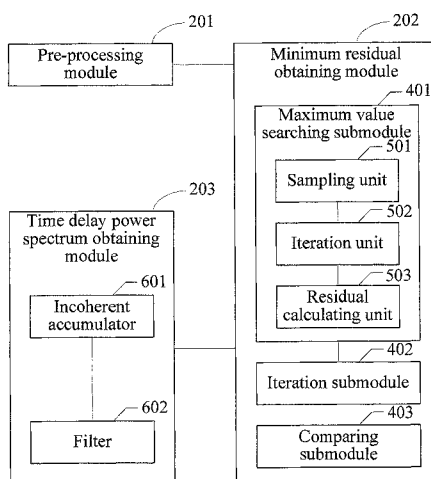 201
Pre-processing
module
202
Minimum residual
obtaining module
401
Maximum value
searching submodule
501
Sampling unit
502
Iteration unit
503
Residual
calculating unit
402
Iteration submodule
403
Comparing
submodule
203
Time delay power
spectrum obtaining
module
601
Incoherent
accumulator
602
Filter